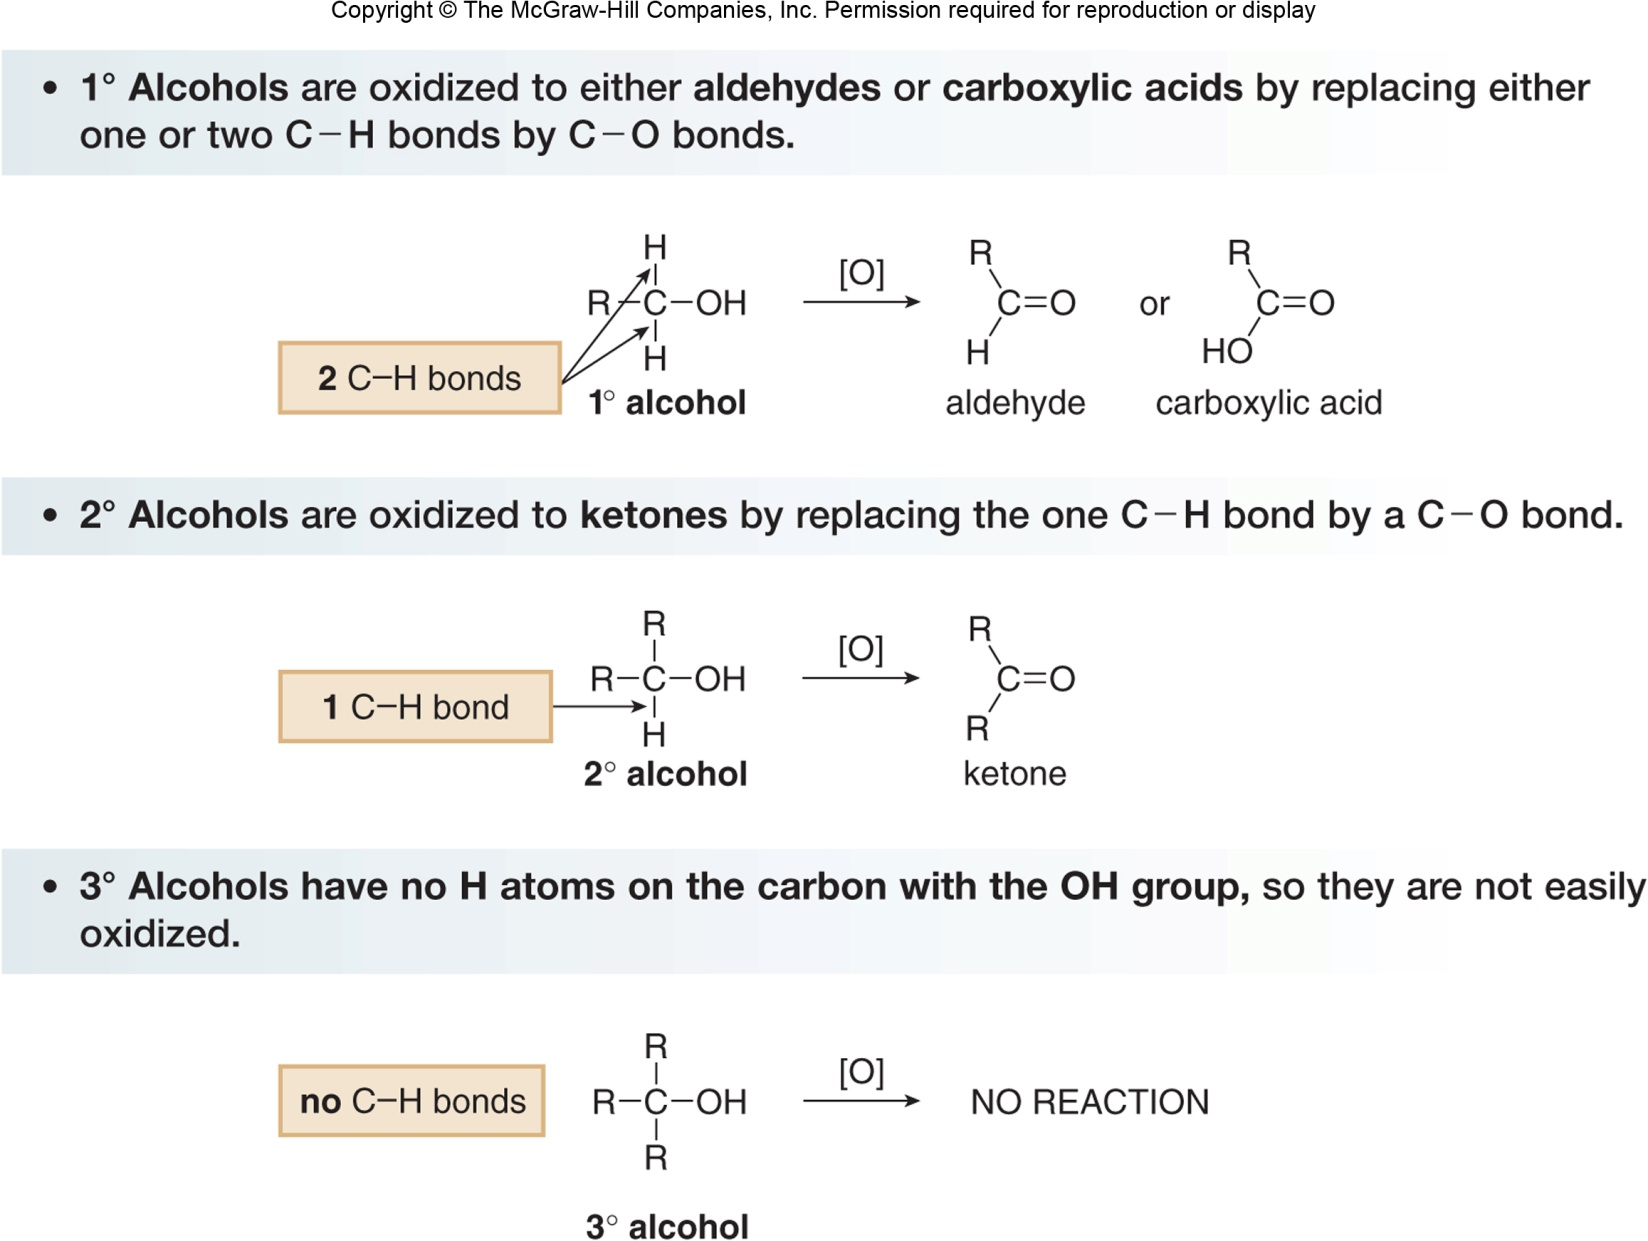 Copyright © The McGraw-Hill Companies, Inc. Permission required for reproduction or display
• 1° Alcohols are oxidized to either aldehydes or carboxylic acids by replacing either
one or two C−H bonds by C−O bonds.
H
R−C−OH
H
[O]
R
C=O
H
or
R
C=O
HO
2 C−H bonds
1° alcohol
aldehyde
carboxylic acid
• 2° Alcohols are oxidized to ketones by replacing the one C−H bond by a C−O bond.
R
R−C−OH
H
[O]
R
C=O
R
1 C−H bond
2° alcohol
ketone
• 3° Alcohols have no H atoms on the carbon with the OH group, so they are not easily
oxidized.
R
no C−H bonds
R−C−OH
R
[O]
NO REACTION
3° alcohol